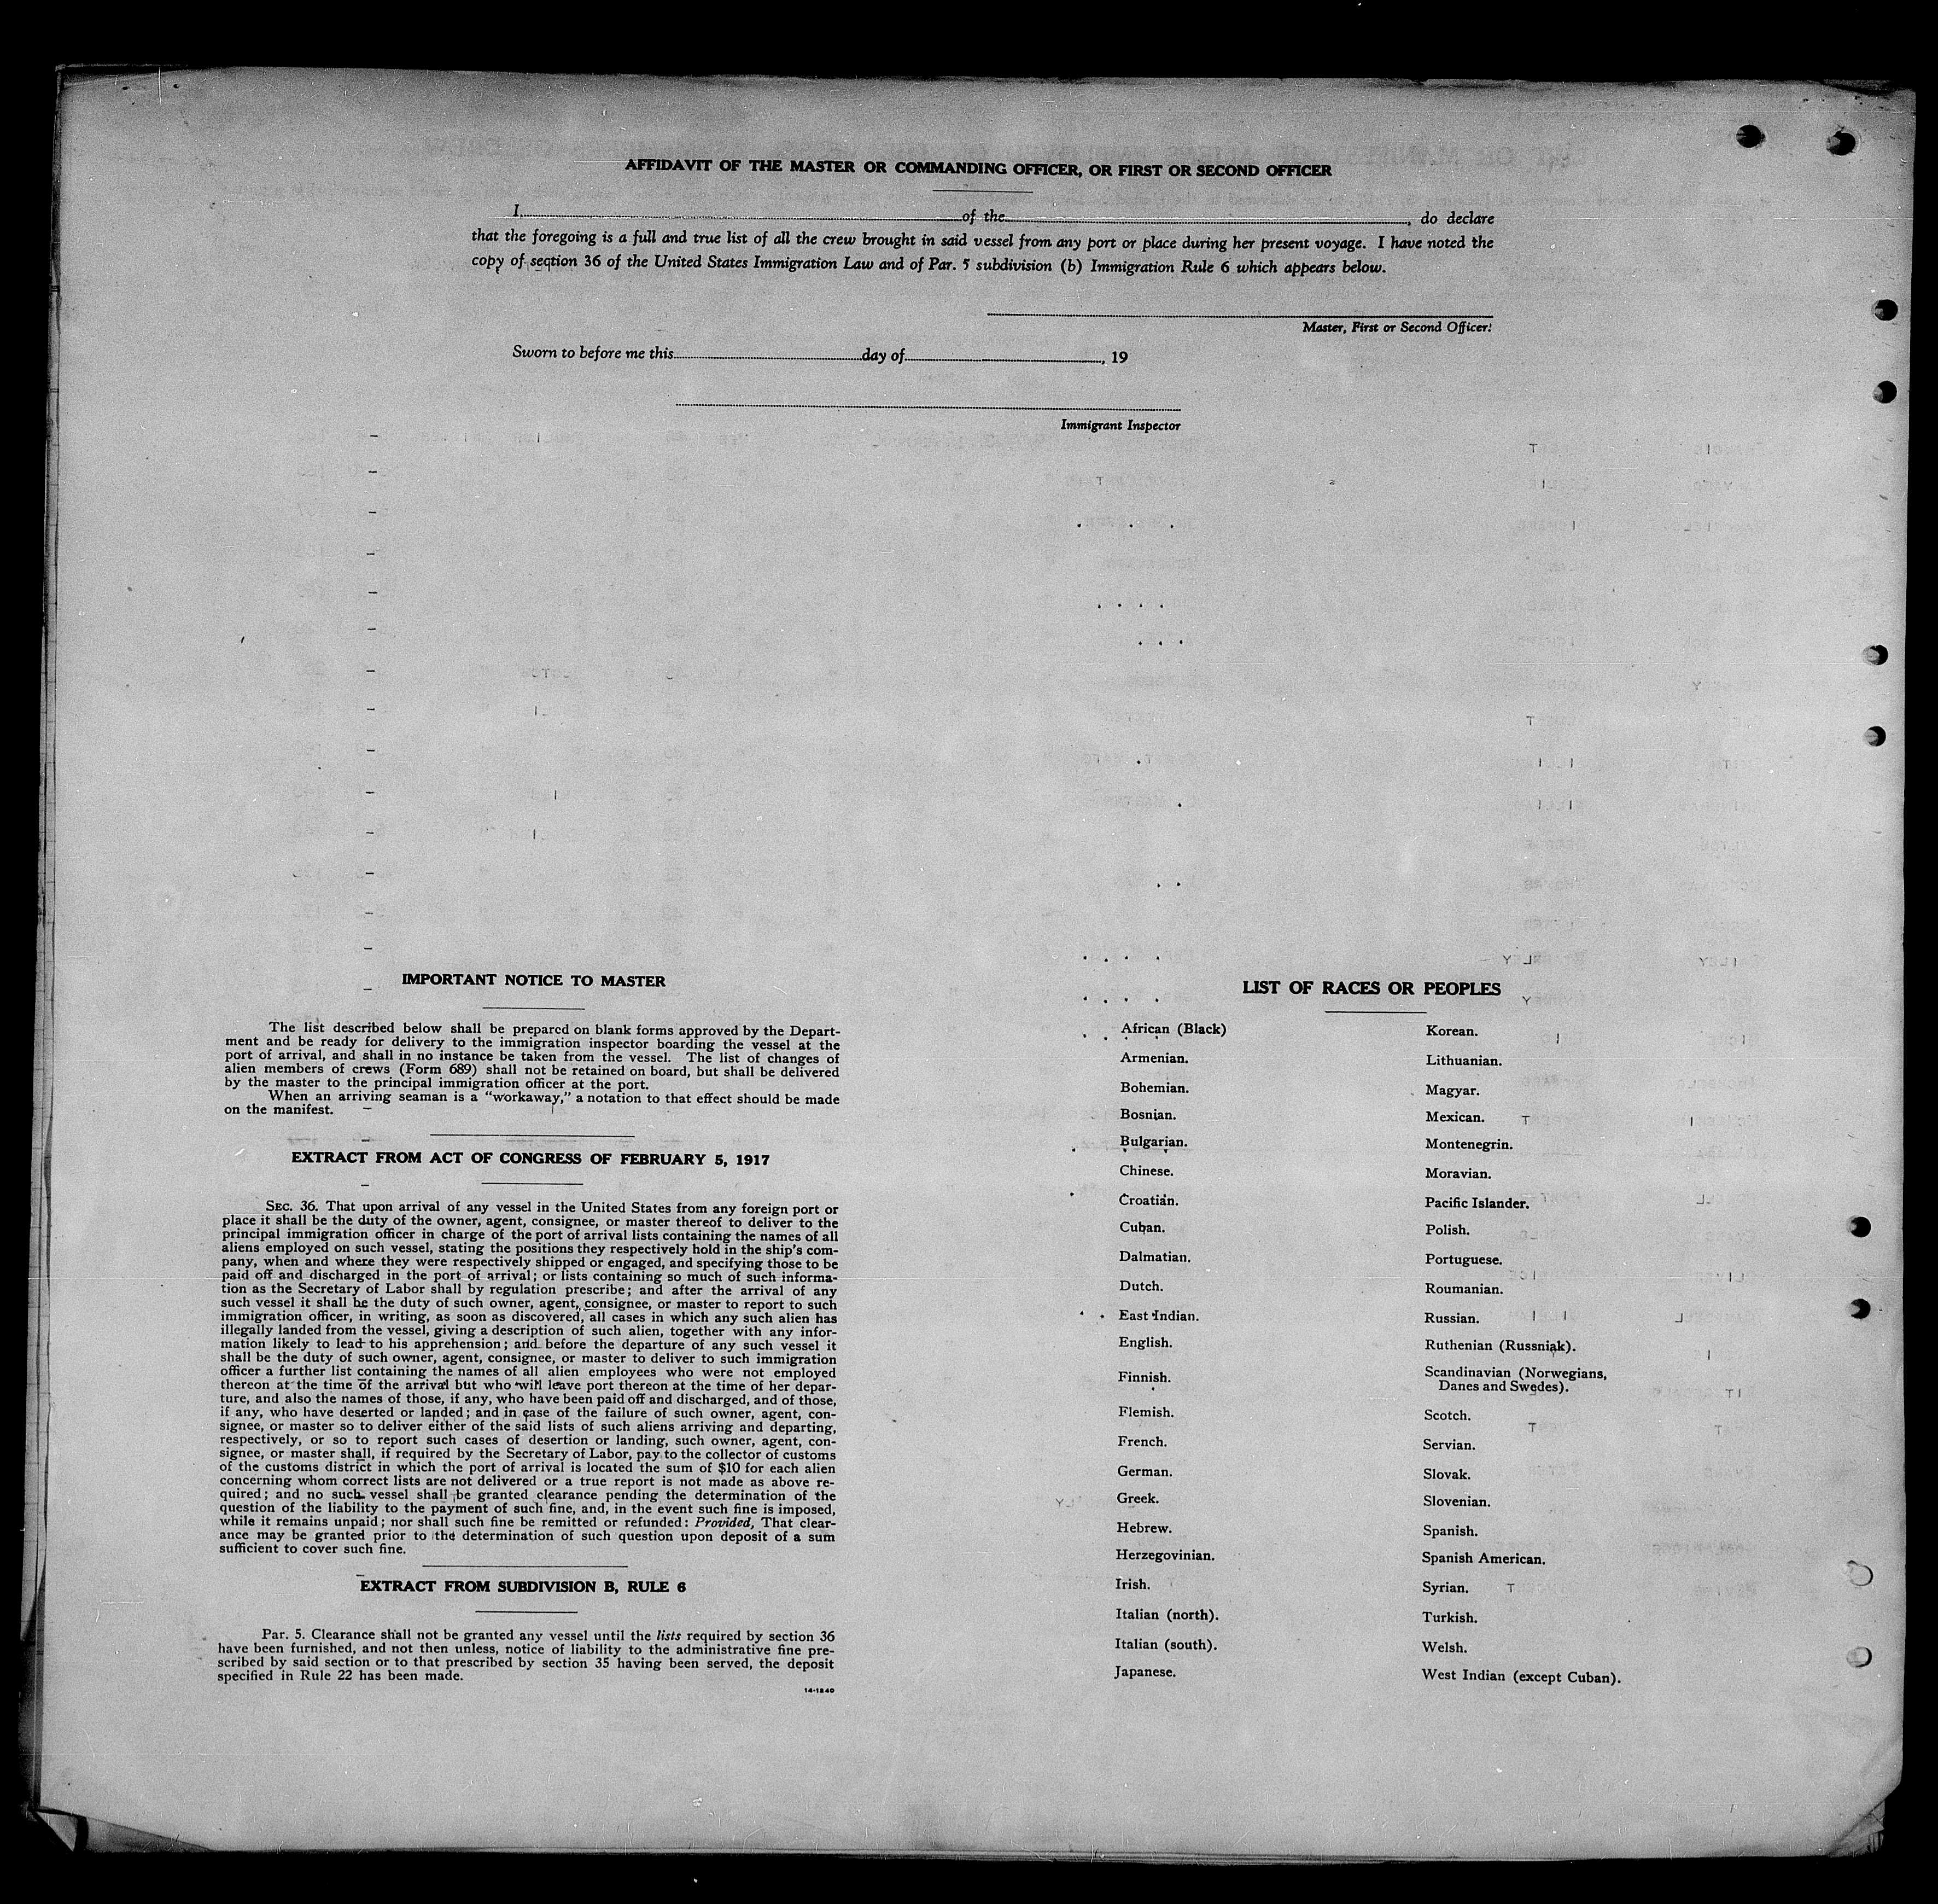 AFFIDAVIT OF THE MASTER OR COMMANDING OFFICER, OR FIRST OR SECOND OFFICER
I, of the , do declare
that the foregoing is a full and true list of all the crew brought in said vessel from any port or place during her present voyage. I have noted the
copy of section 36 of the United States Immigration Law and of Par. 5 subdivision (b) Immigration Rule 6 which appears below.
Master, First or Second Officer.
Sworn to before me this day of , 19
Immigrant Inspector
IMPORTANT NOTICE TO MASTER
The list described below shall be prepared on blank forms approved by the Depart-
ment and be ready for delivery to the immigration inspector boarding the vessel at the
port of arrival, and shall in no instance be taken from the vessel. The list of changes of
alien members of crews (Form 689) shall not be retained on board, but shall be delivered
by the master to the principal immigration officer at the port.
When an arriving seaman is a "workaway," a notation to that effect should be made
on the manifest.
EXTRACT FROM ACT OF CONGRESS OF FEBRUARY 5, 1917
SEC. 36. That upon arrival of any vessel in the United States from any foreign port or
place it shall be the duty of the owner, agent, consignee, or master thereof to deliver to the
principal immigration officer in charge of the port of arrival lists containing the names of all
aliens employed on such vessel, stating the positions they respectively hold in the ship's com-
pany, when and where they were respectively shipped or engaged, and specifying those to be
paid off and discharged in the port of arrival; or lists containing so much of such informa-
tion as the Secretary of Labor shall by regulation prescribe; and after the arrival of any
such vessel it shall be the duty of such owner, agent, consignee, or master to report to such
immigration officer, in writing, as soon as discovered, all cases in which any such alien has
illegally landed from the vessel, giving a description of such alien, together with any infor-
mation likely to lead to his apprehension; and before the departure of any such vessel it
shall be the duty of such owner, agent, consignee, or master to deliver to such immigration
officer a further list containing the names of all alien employees who were not employed
thereon at the time of the arrival but who will leave port thereon at the time of her depar-
ture, and also the names of those, if any, who have been paid off and discharged, and of those,
if any, who have deserted or landed; and in case of the failure of such owner, agent, con-
signee, or master so to deliver either of the said lists of such aliens arriving and departing,
respectively, or so to report such cases of desertion or landing, such owner, agent, con-
signee, or master shall, if required by the Secretary of Labor, pay to the collector of customs
of the customs district in which the port of arrival is located the sum of $10 for each alien
concerning whom correct lists are not delivered or a true report is not made as above re-
quired; and no such vessel shall be granted clearance pending the determination of the
question of the liability to the payment of such fine, and, in the event such fine is imposed,
while it remains unpaid; nor shall such fine be remitted or refunded: Provided, That clear-
ance may be granted prior to the determination of such question upon deposit of a sum
sufficient to cover such fine.
EXTRACT FROM SUBDIVISION B, RULE 6
Par. 5. Clearance shall not be granted any vessel until the lists required by section 36
have been furnished, and not then unless, notice of liability to the administrative fine pre-
scribed by said section or to that prescribed by section 35 having been served, the deposit
specified in Rule 22 has been made.
14-1240
LIST OF RACES OR PEOPLES
African (Black)
Armenian.
Bohemian.
Bosnian.
Bulgarian.
Chinese.
Croatian.
Cuban.
Dalmatian.
Dutch.
East Indian.
English.
Finnish.
Flemish.
French.
German.
Greek.
Hebrew.
Herzegovinian.
Irish.
Italian (north).
Italian (south).
Japanese.
Korean.
Lithuanian.
Magyar.
Mexican.
Montenegrin.
Moravian.
Pacific Islander.
Polish.
Portuguese.
Roumanian.
Russian.
Ruthenian (Russniak).
Scandinavian (Norwegians,
Danes and Swedes).
Scotch.
Servian.
Slovak.
Slovenian.
Spanish.
Spanish American.
Syrian.
Turkish.
Welsh.
West Indian (except Cuban).